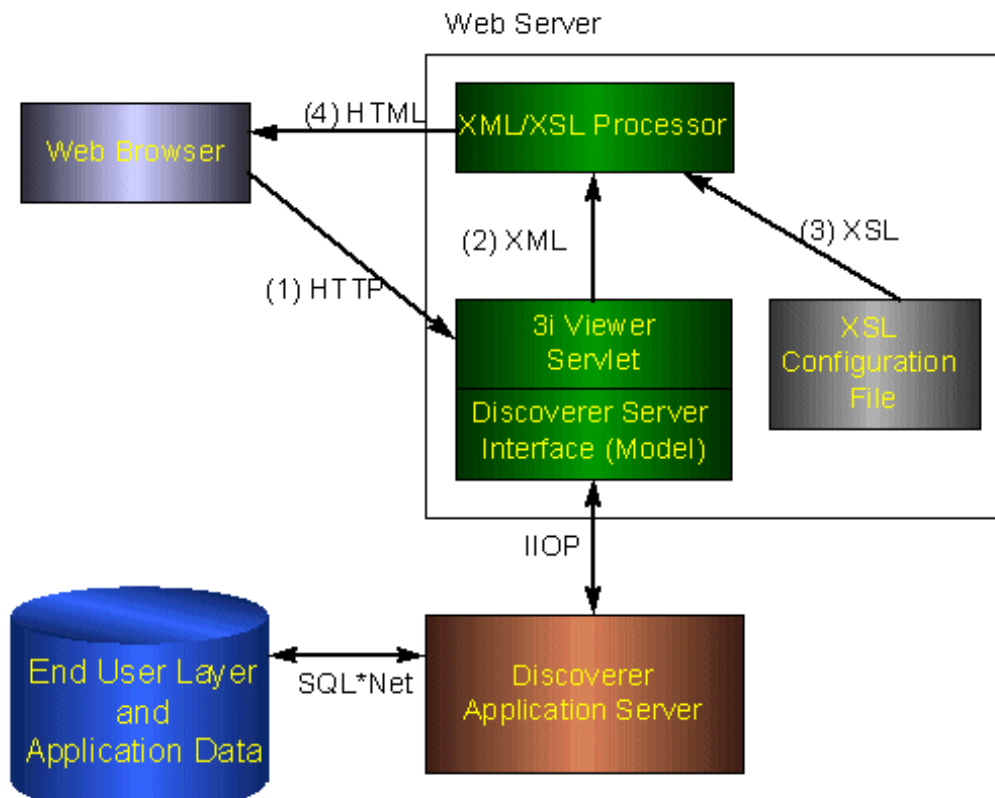 Web Server
(4) HTML
XML/XSL Processor
Web Browser
(2) XML
(3) XSL
(1) HTTP
3i Viewer
Servlet
XSL
Configuration
File
Discoverer Server
Interface (Model)
IIOP
End User Layer
and
Application Data
SQL*Net
Discoverer
Application Server